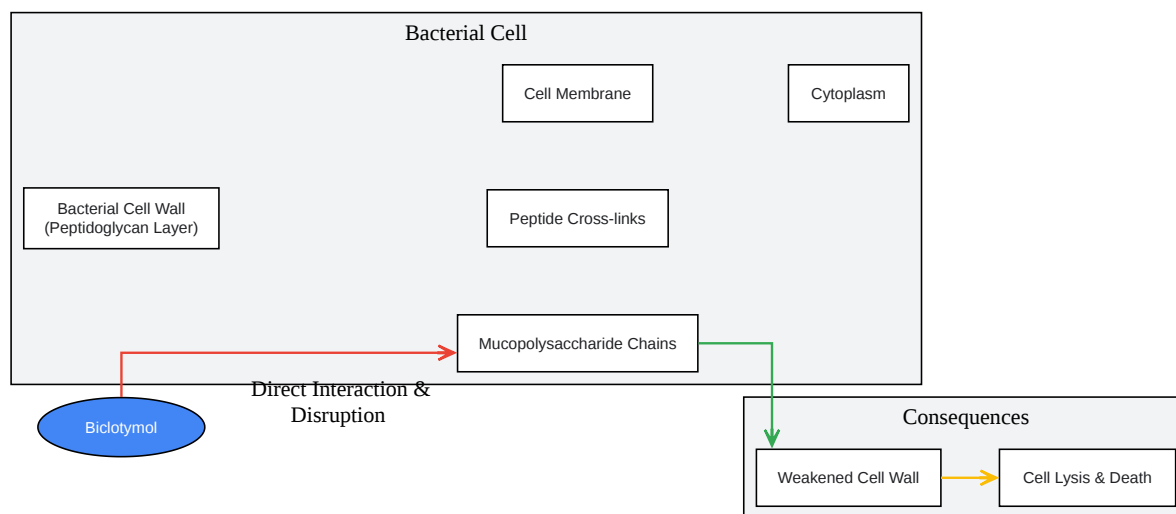 Bacterial Cell
Cell Membrane
Cytoplasm
Bacterial Cell Wall
(Peptidoglycan Layer)
Peptide Cross-links
Mucopolysaccharide Chains
Direct Interaction &
Disruption
Biclotymol
Consequences
Weakened Cell Wall
Cell Lysis & Death